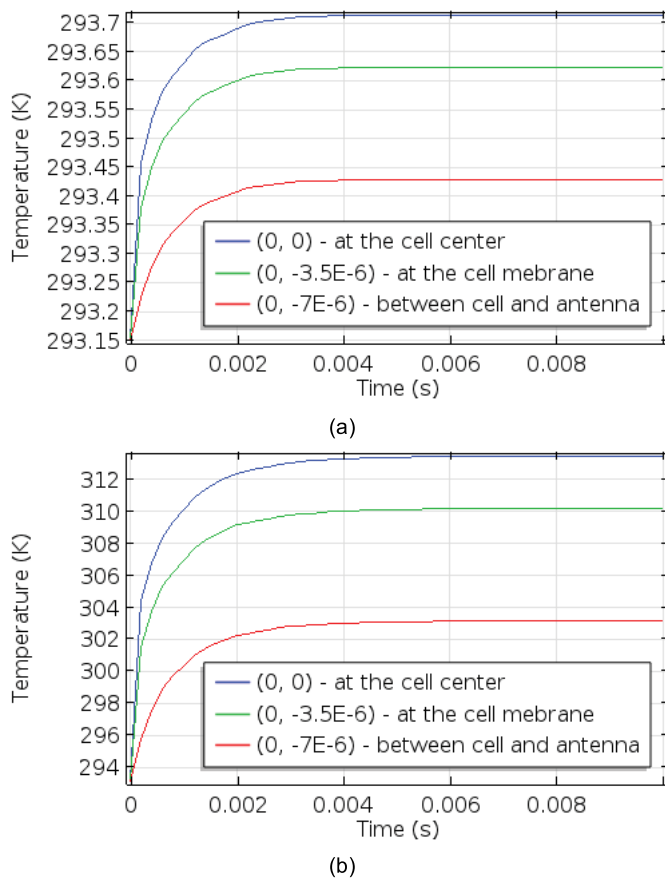 293.7
293.65
293.6
293.55
293.5
293.45
293.4
293.35
293.3
293.25
293.2
293.15
Temperature (K)
(0, 0) - at the cell center
(0, -3.5E-6) - at the cell mebrane
(0, -7E-6) - between cell and antenna
0 0.002 0.004 0.006 0.008
Time (s)
(a)
312
310
308
306
304
302
300
298
296
294
Temperature (K)
(0, 0) - at the cell center
(0, -3.5E-6) - at the cell mebrane
(0, -7E-6) - between cell and antenna
0 0.002 0.004 0.006 0.008
Time (s)
(b)